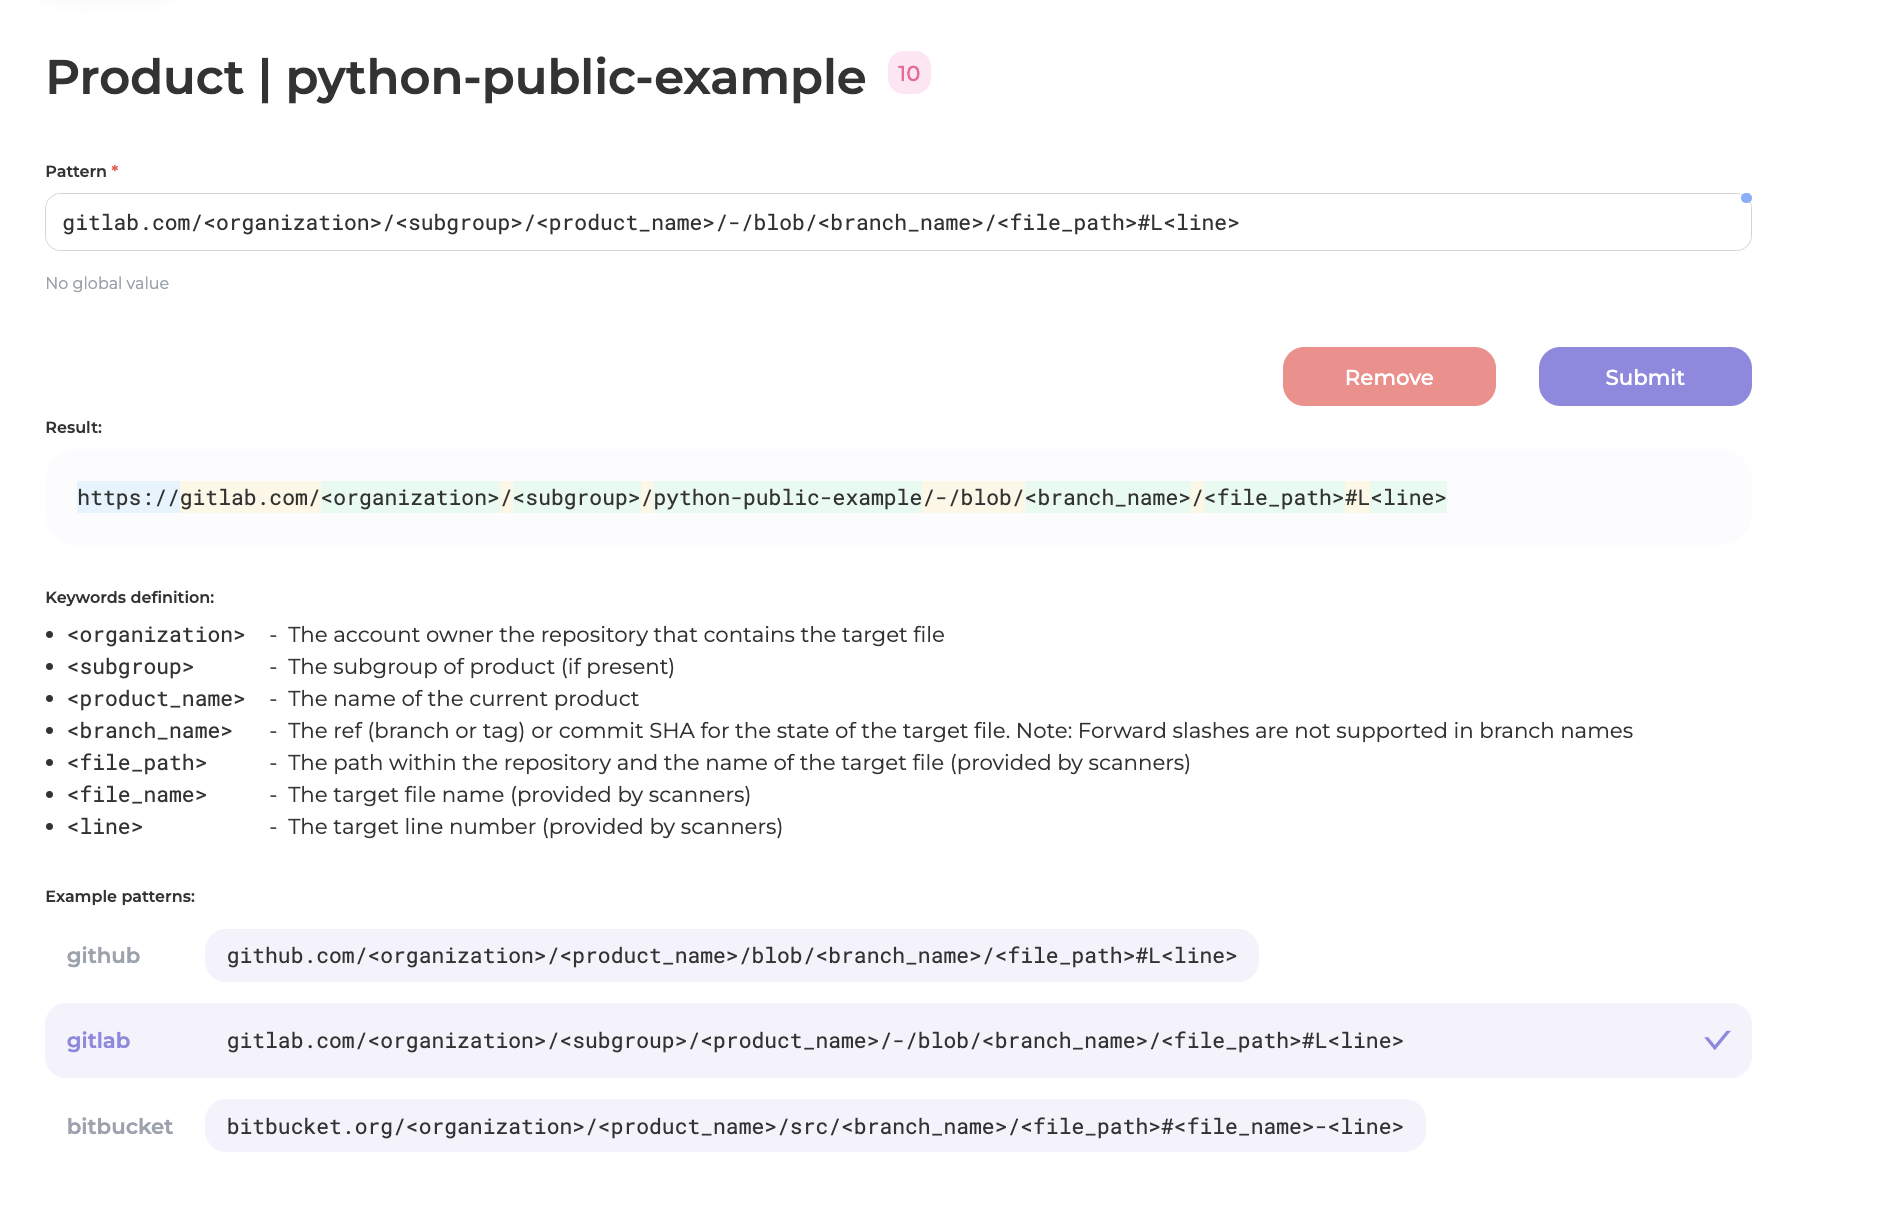 Product | python-public-example 10
Pattern *
gitlab.com/<organization>/<subgroup>/<product_name>/-/blob/<branch_name>/<file_path>#L<line>
No global value
Remove Submit
Result:
https://gitlab.com/<organization>/<subgroup>/python-public-example/-/blob/<branch_name>/<file_path>#L<line>
Keywords definition:
• <organization> - The account owner the repository that contains the target file
• <subgroup> - The subgroup of product (if present)
• <product_name> - The name of the current product
• <branch_name> - The ref (branch or tag) or commit SHA for the state of the target file. Note: Forward slashes are not supported in branch names
• <file_path> - The path within the repository and the name of the target file (provided by scanners)
• <file_name> - The target file name (provided by scanners)
• <line> - The target line number (provided by scanners)
Example patterns:
github github.com/<organization>/<product_name>/blob/<branch_name>/<file_path>#L<line>
gitlab gitlab.com/<organization>/<subgroup>/<product_name>/-/blob/<branch_name>/<file_path>#L<line>
bitbucket bitbucket.org/<organization>/<product_name>/src/<branch_name>/<file_path>#<file_name>-<line>